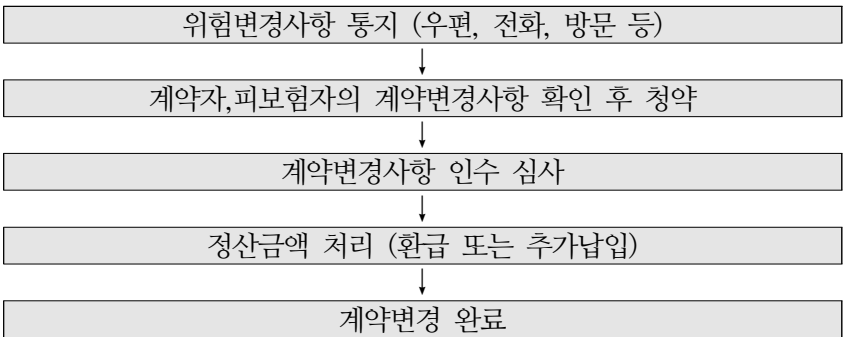 위험변경사항 통지 (우편, 전화, 방문 등)
계약자,피보험자의 계약변경사항 확인 후 청약
계약변경사항 인수 심사
정산금액 처리 (환급 또는 추가납입)
계약변경 완료